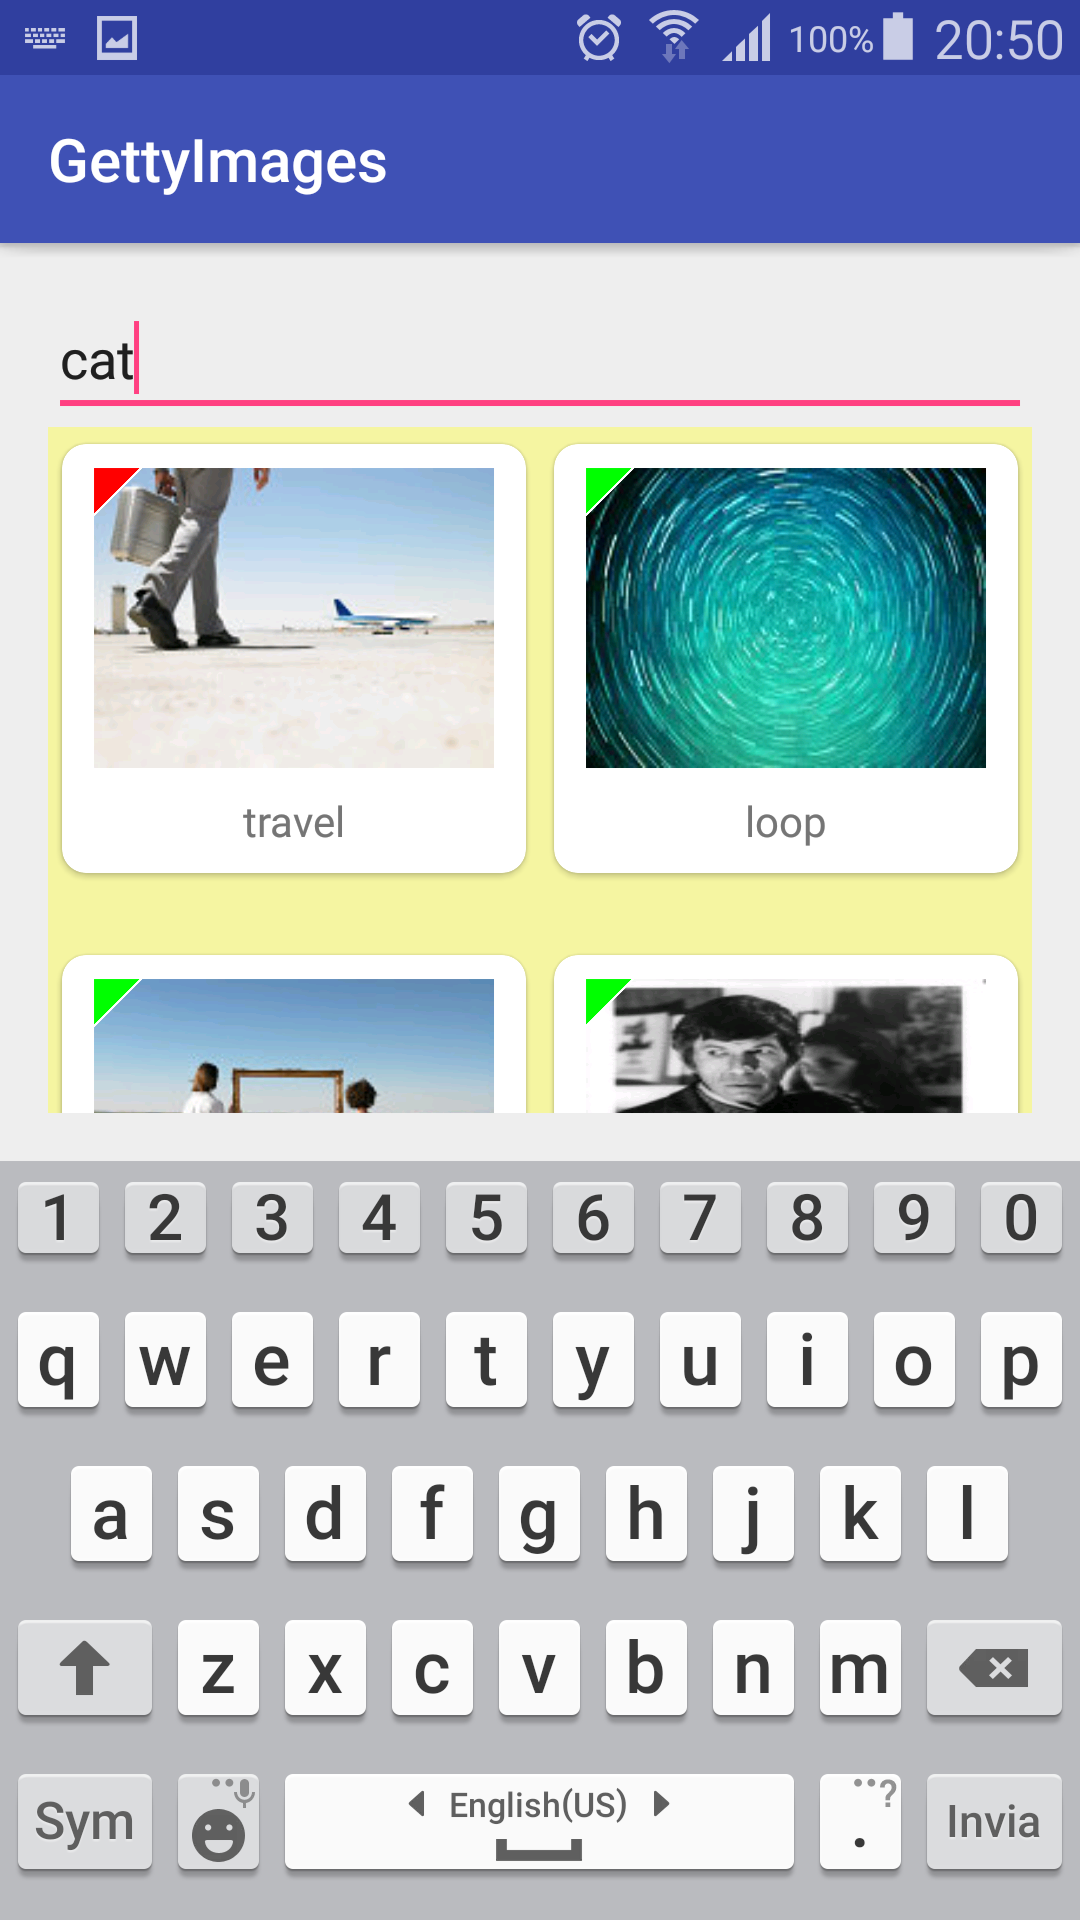 100% 20:50
GettyImages
cat
travel loop
1 2 3 4 5 6 7 8 9 0
q w e r t y u i o p
a s d f g h j k l
z x c v b n m
Sym English(US) ? . Invia